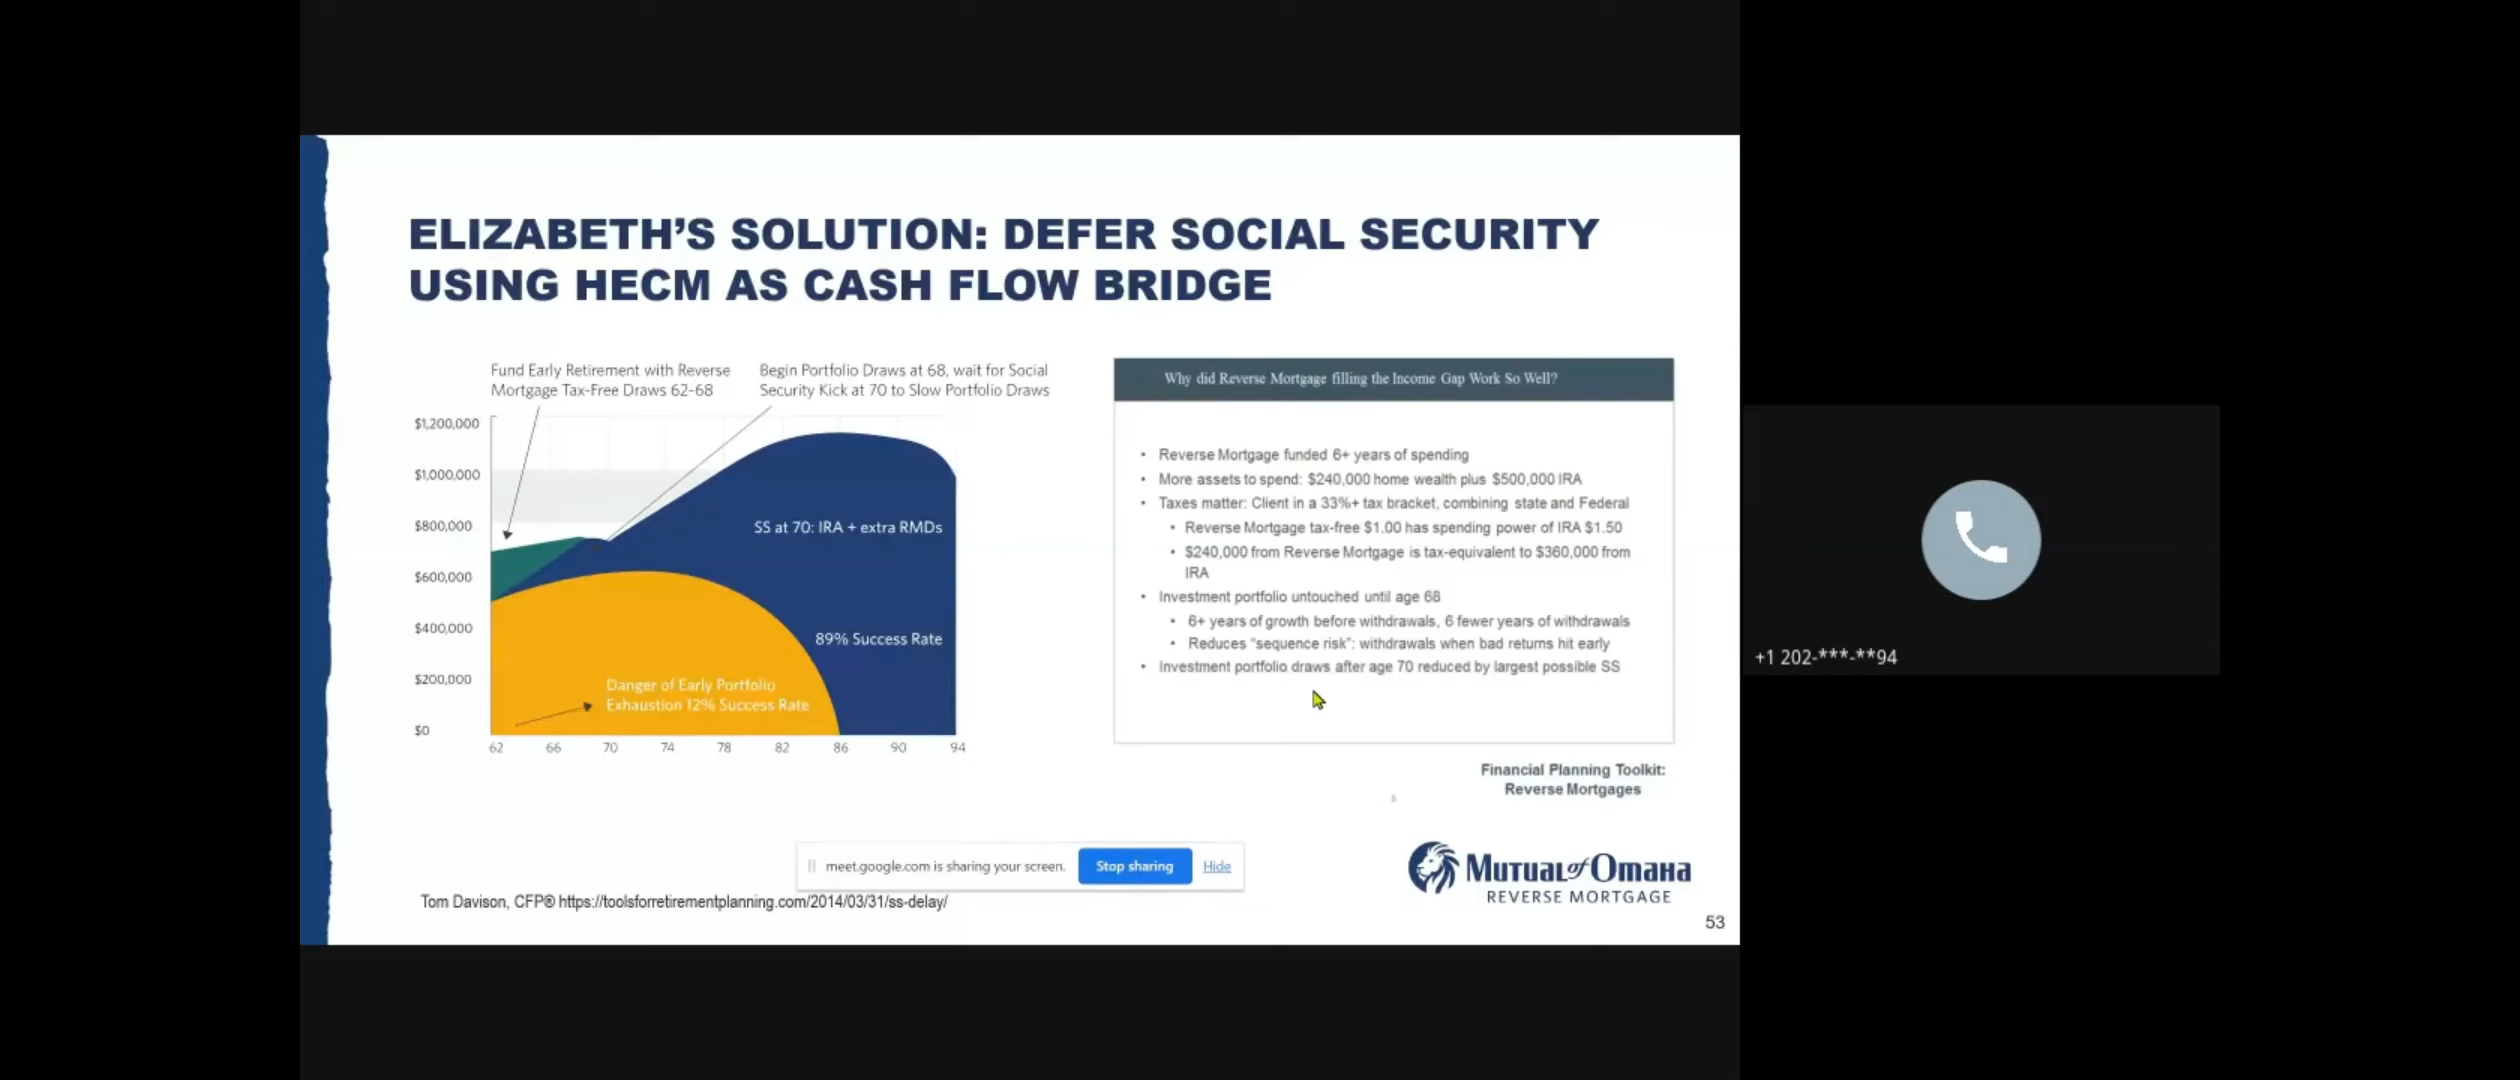 ELIZABETH'S SOLUTION: DEFER SOCIAL SECURITY
USING HECM AS CASH FLOW BRIDGE
Fund Early Retirement with Reverse
Mortgage Tax-Free Draws 62-68
Begin Portfolio Draws at 68, wait for Social
Security Kick at 70 to Slow Portfolio Draws
$1,200,000
$1,000,000
$800,000
$600,000
$400,000
$200,000
$0
SS at 70: IRA + extra RMDs
89% Success Rate
Danger of Early Portfolio
Exhaustion 12% Success Rate
62 66 70 74 78 82 86 90 94
Why did Reverse Mortgage filling the Income Gap Work So Well?
• Reverse Mortgage funded 6+ years of spending
• More assets to spend: $240,000 home wealth plus $500,000 IRA
• Taxes matter: Client in a 33%+ tax bracket, combining state and Federal
• Reverse Mortgage tax-free $1.00 has spending power of IRA $1.50
• $240,000 from Reverse Mortgage is tax-equivalent to $360,000 from
IRA
• Investment portfolio untouched until age 68
• 6+ years of growth before withdrawals, 6 fewer years of withdrawals
• Reduces "sequence risk": withdrawals when bad returns hit early
• Investment portfolio draws after age 70 reduced by largest possible SS
Financial Planning Toolkit:
Reverse Mortgages
meet.google.com is sharing your screen. Stop sharing Hide
Tom Davison, CFP® https://toolsforretirementplanning.com/2014/03/31/ss-delay/
Mutual of Omaha
REVERSE MORTGAGE
53
+1 202-***-**94